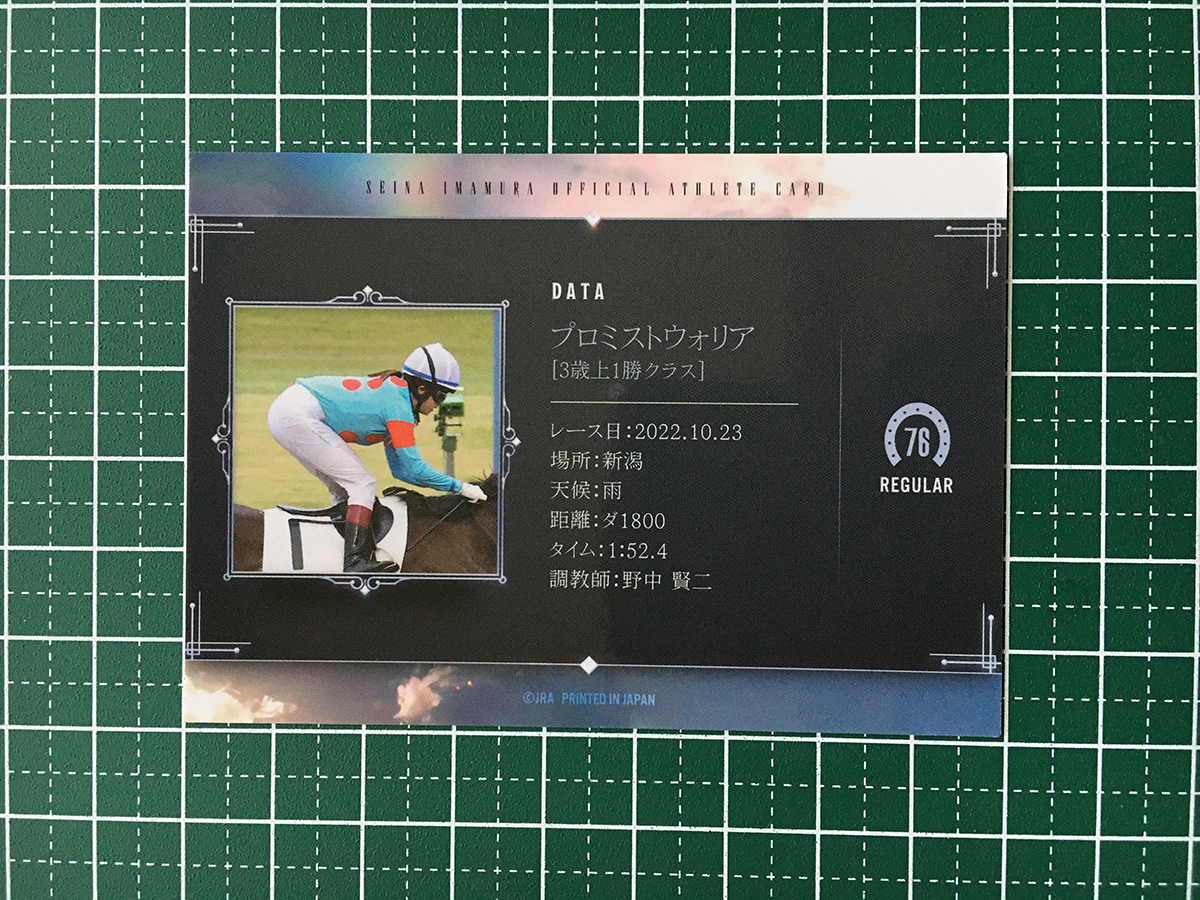 SEINA IMAMURA OFFICIAL ATHLETE CARD
DATA
プロミストウォリア
[3歳上1勝クラス]
レース日:2022.10.23
場所:新潟
天候:雨
距離:ダ1800
タイム:1:52.4
調教師:野中 賢二
76
REGULAR
©JRA PRINTED IN JAPAN